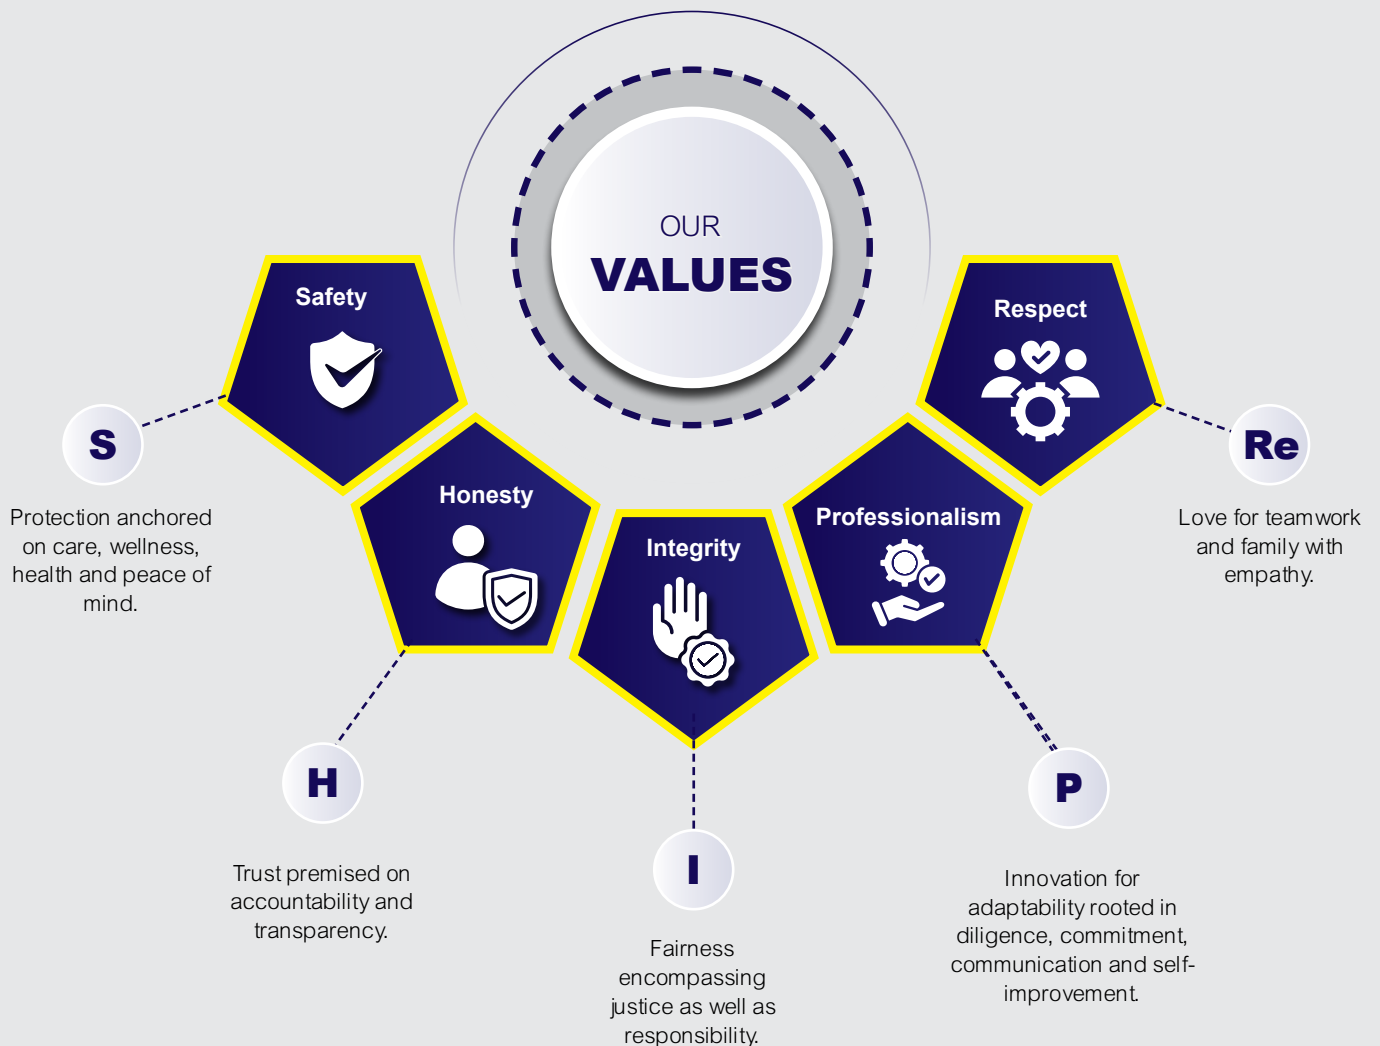 OUR
VALUES
Safety
S
Protection anchored
on care, wellness,
health and peace of
mind.
Honesty
H
Trust premised on
accountability and
transparency.
Integrity
I
Fairness
encompassing
justice as well as
responsibility.
Professionalism
P
Innovation for
adaptability rooted in
diligence, commitment,
communication and self-
improvement.
Respect
Re
Love for teamwork
and family with
empathy.